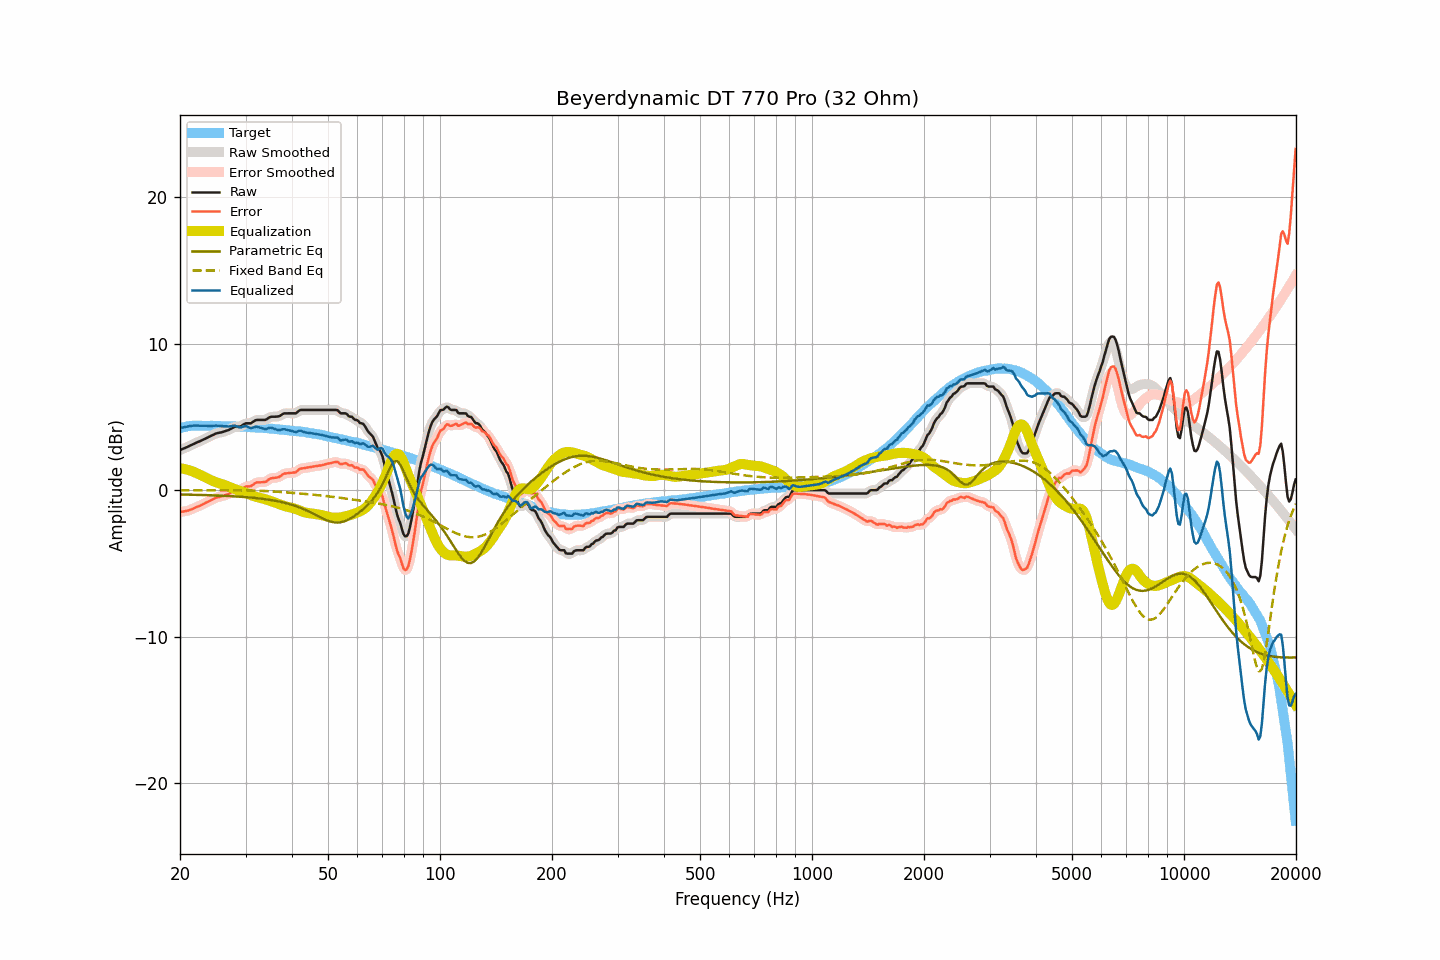 Beyerdynamic DT 770 Pro (32 Ohm)
Target
Raw Smoothed
Error Smoothed
Raw
Error
Equalization
Parametric Eq
Fixed Band Eq
Equalized
20
10
0
−10
−20
Amplitude (dBr)
20 50 100 200 500 1000 2000 5000 10000 20000
Frequency (Hz)